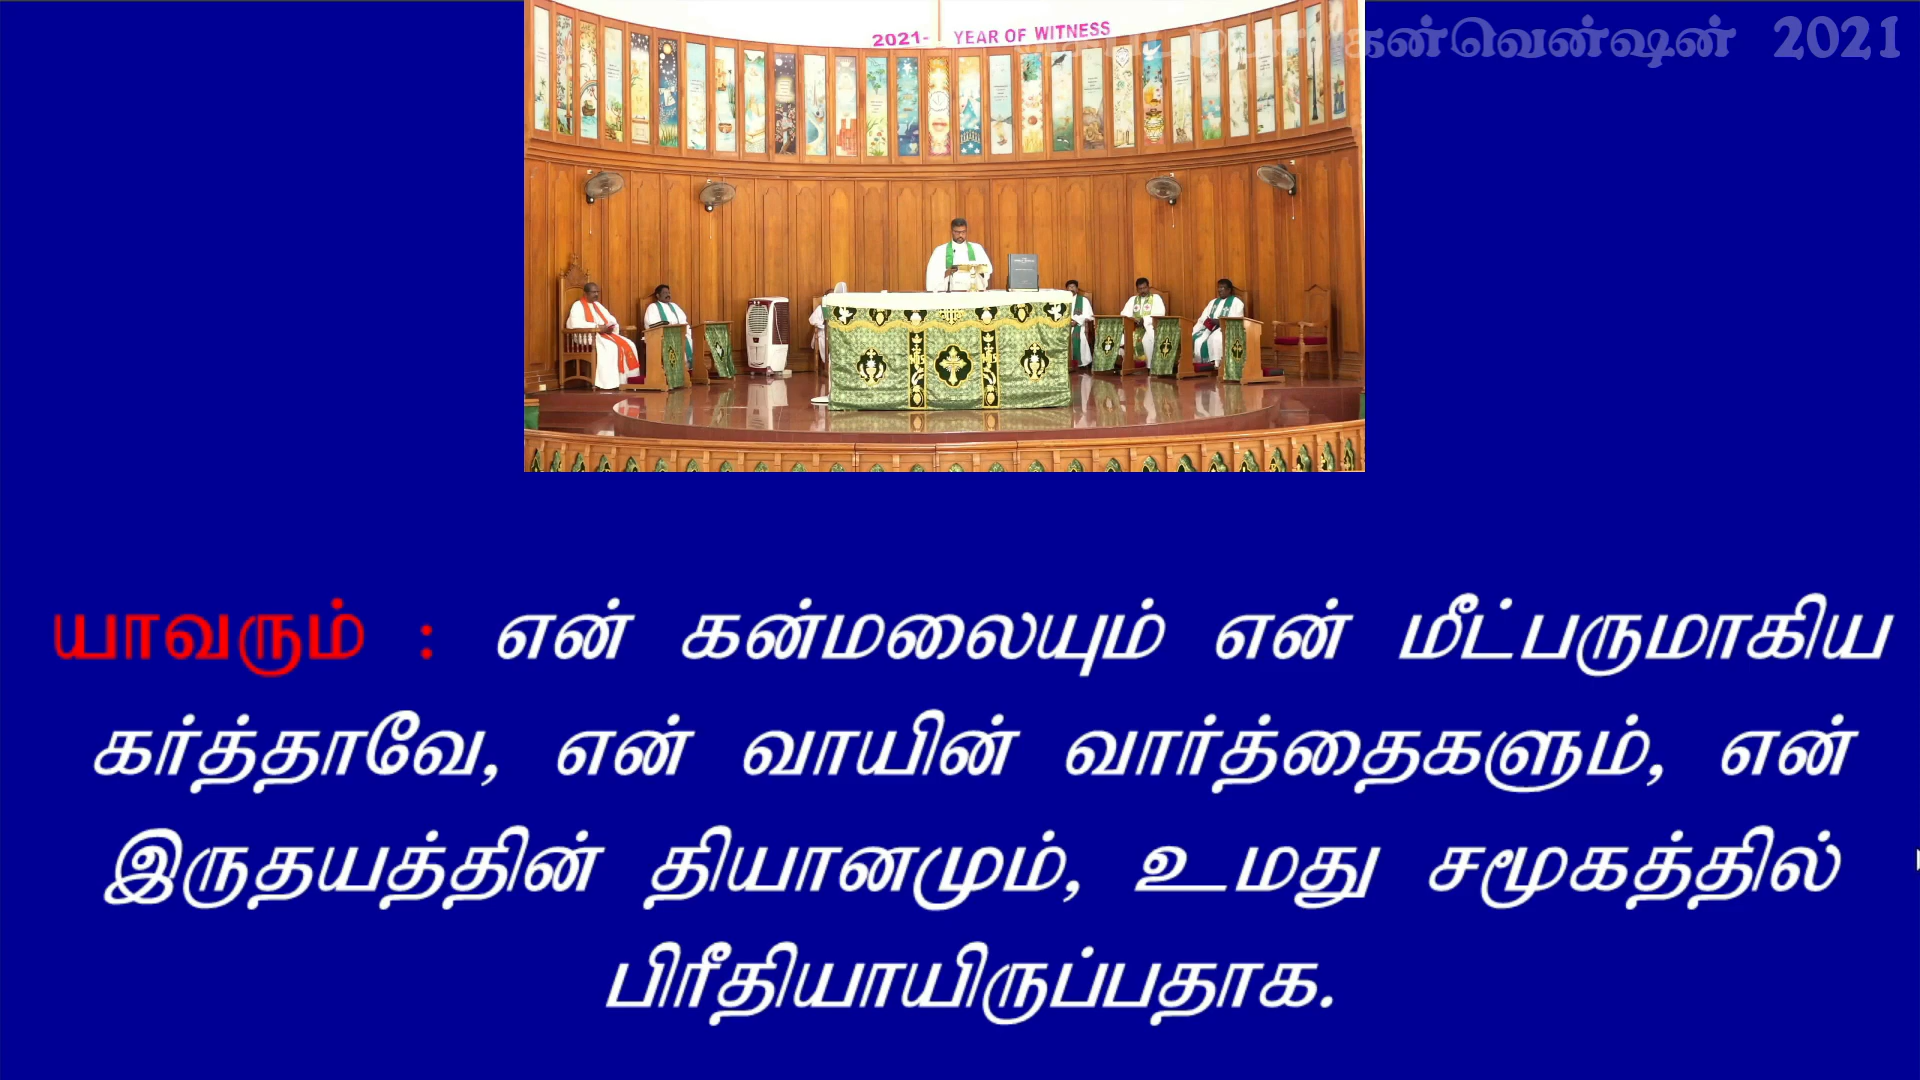 2021- YEAR OF WITNESS
கன்வென்ஷன் 2021
யாவரும் : என் கன்மலையும் என் மீட்பருமாகிய
கர்த்தாவே, என் வாயின் வார்த்தைகளும், என்
இருதயத்தின் தியானமும், உமது சமூகத்தில்
பிரீதியாயிருப்பதாக.